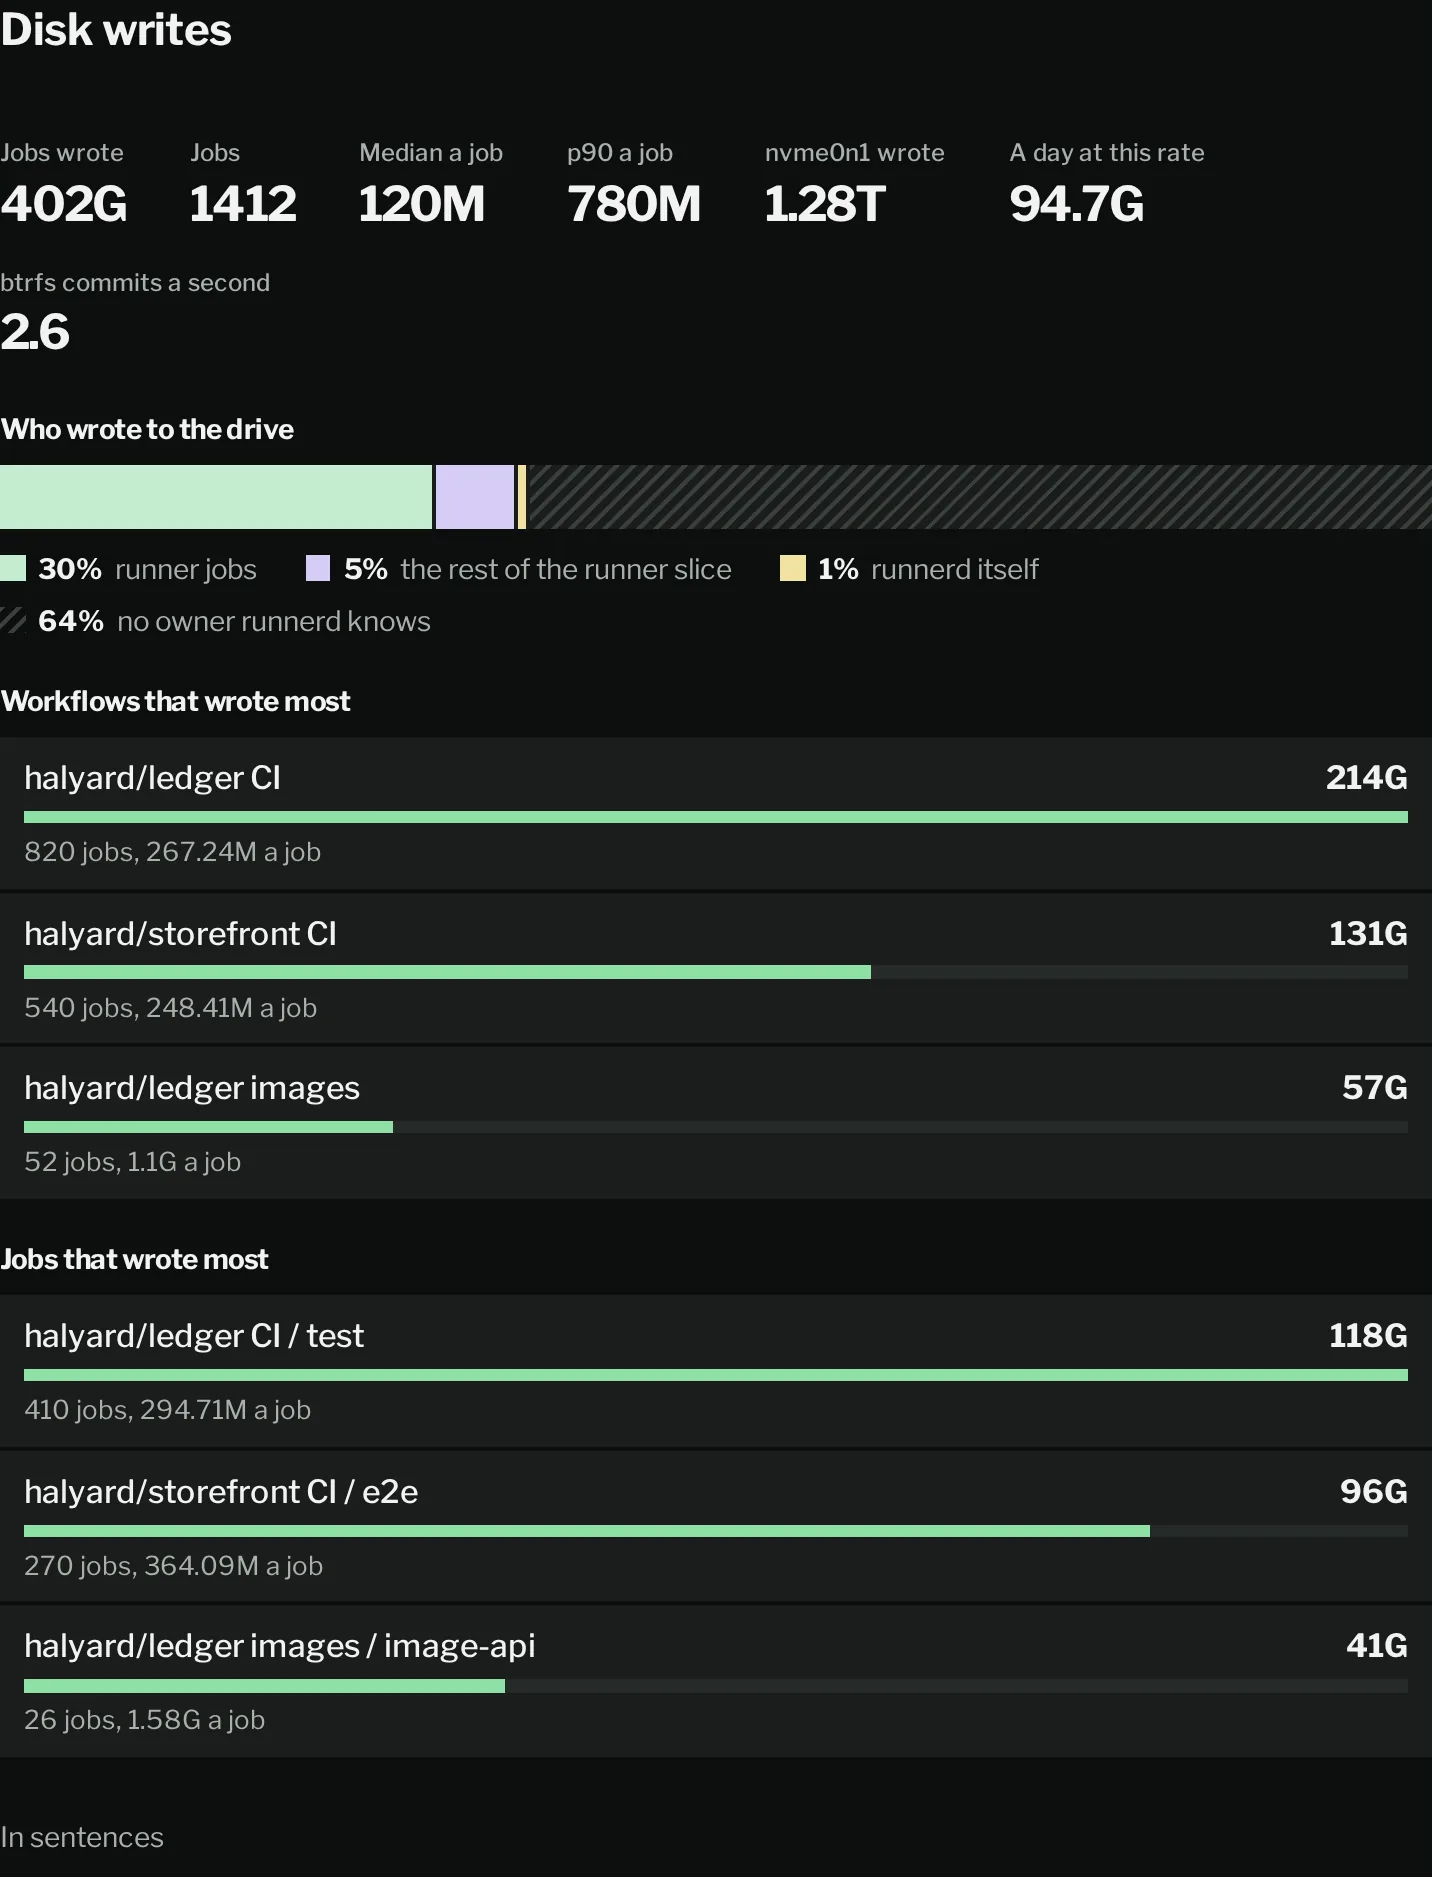 Disk writes
Jobs wrote Jobs Median a job p90 a job nvme0n1 wrote A day at this rate
402G 1412 120M 780M 1.28T 94.7G
btrfs commits a second
2.6
Who wrote to the drive
30% runner jobs 5% the rest of the runner slice 1% runnerd itself
64% no owner runnerd knows
Workflows that wrote most
halyard/ledger CI 214G
820 jobs, 267.24M a job
halyard/storefront CI 131G
540 jobs, 248.41M a job
halyard/ledger images 57G
52 jobs, 1.1G a job
Jobs that wrote most
halyard/ledger CI / test 118G
410 jobs, 294.71M a job
halyard/storefront CI / e2e 96G
270 jobs, 364.09M a job
halyard/ledger images / image-api 41G
26 jobs, 1.58G a job
In sentences